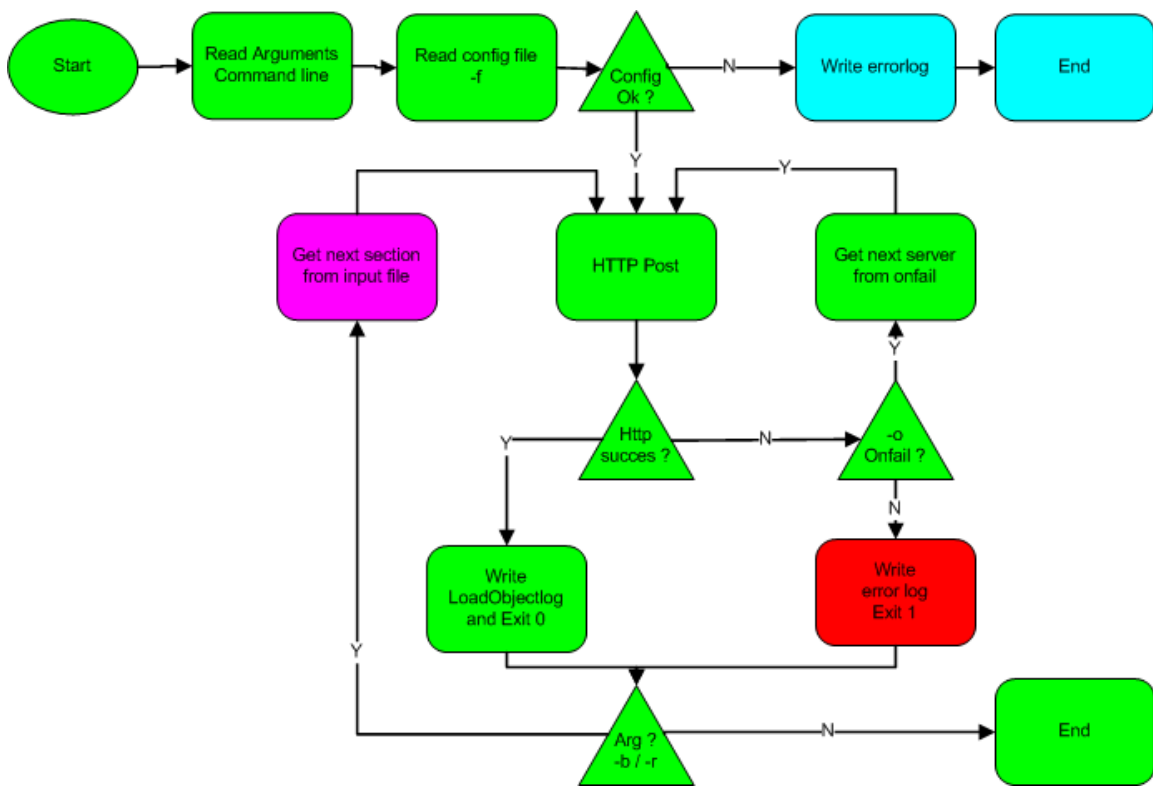 Start
Read Arguments
Command line
Read config file
-f
Config
Ok ?
N
Write errorlog
End
Y
Y
Get next section
from input file
HTTP Post
Get next server
from onfail
Y
Http
succes ?
Y
N
-o
Onfail ?
N
Write
LoadObjectlog
and Exit 0
Write
error log
Exit 1
Y
Arg ?
-b / -r
N
End